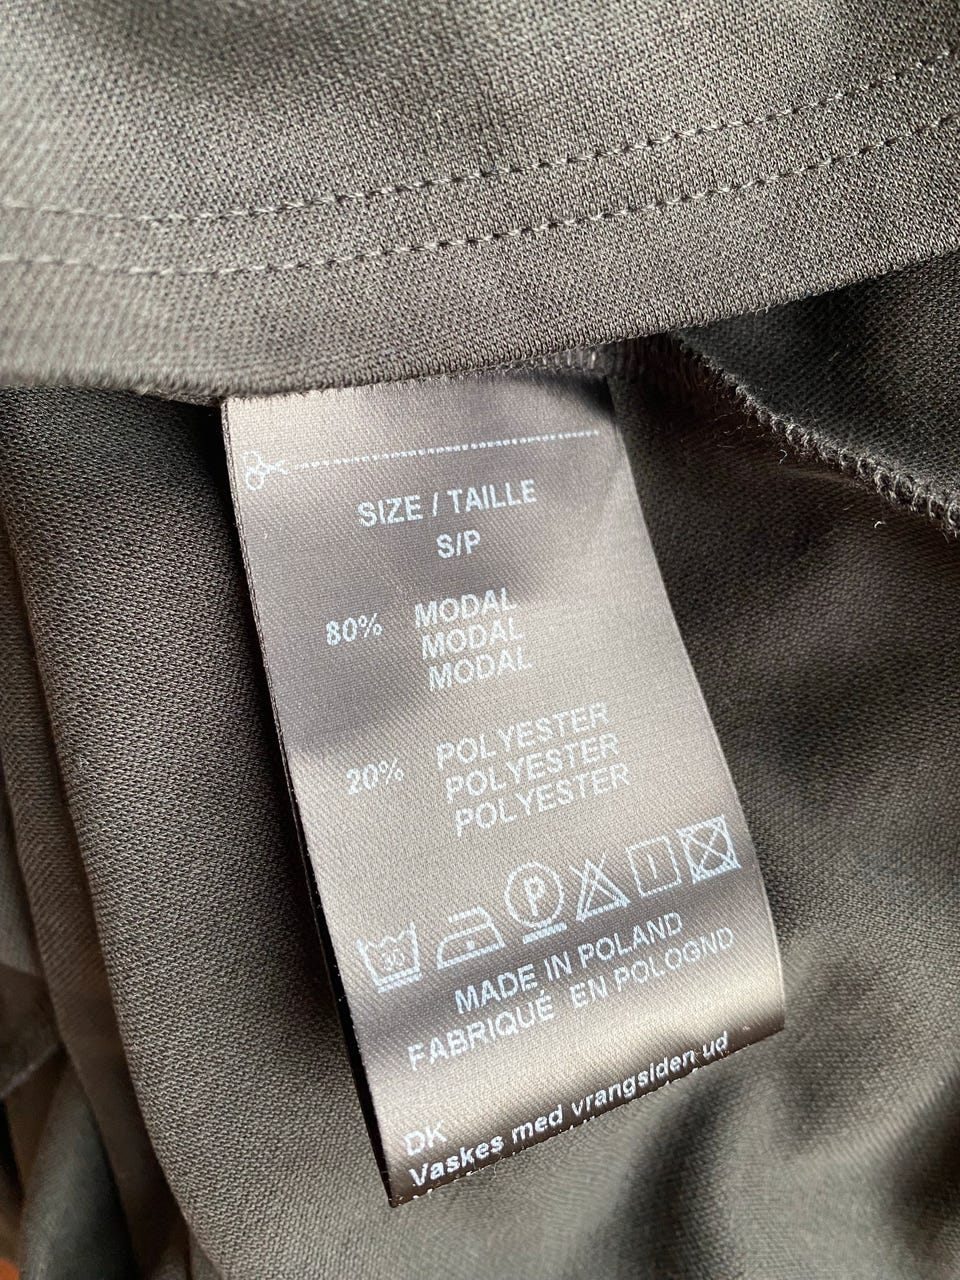 SIZE / TAILLE
S/P
80% MODAL
MODAL
MODAL
20% POLYESTER
POLYESTER
POLYESTER
30 P
MADE IN POLAND
FABRIQUÉ EN POLOGND
DK
Vaskes med vrangsiden ud